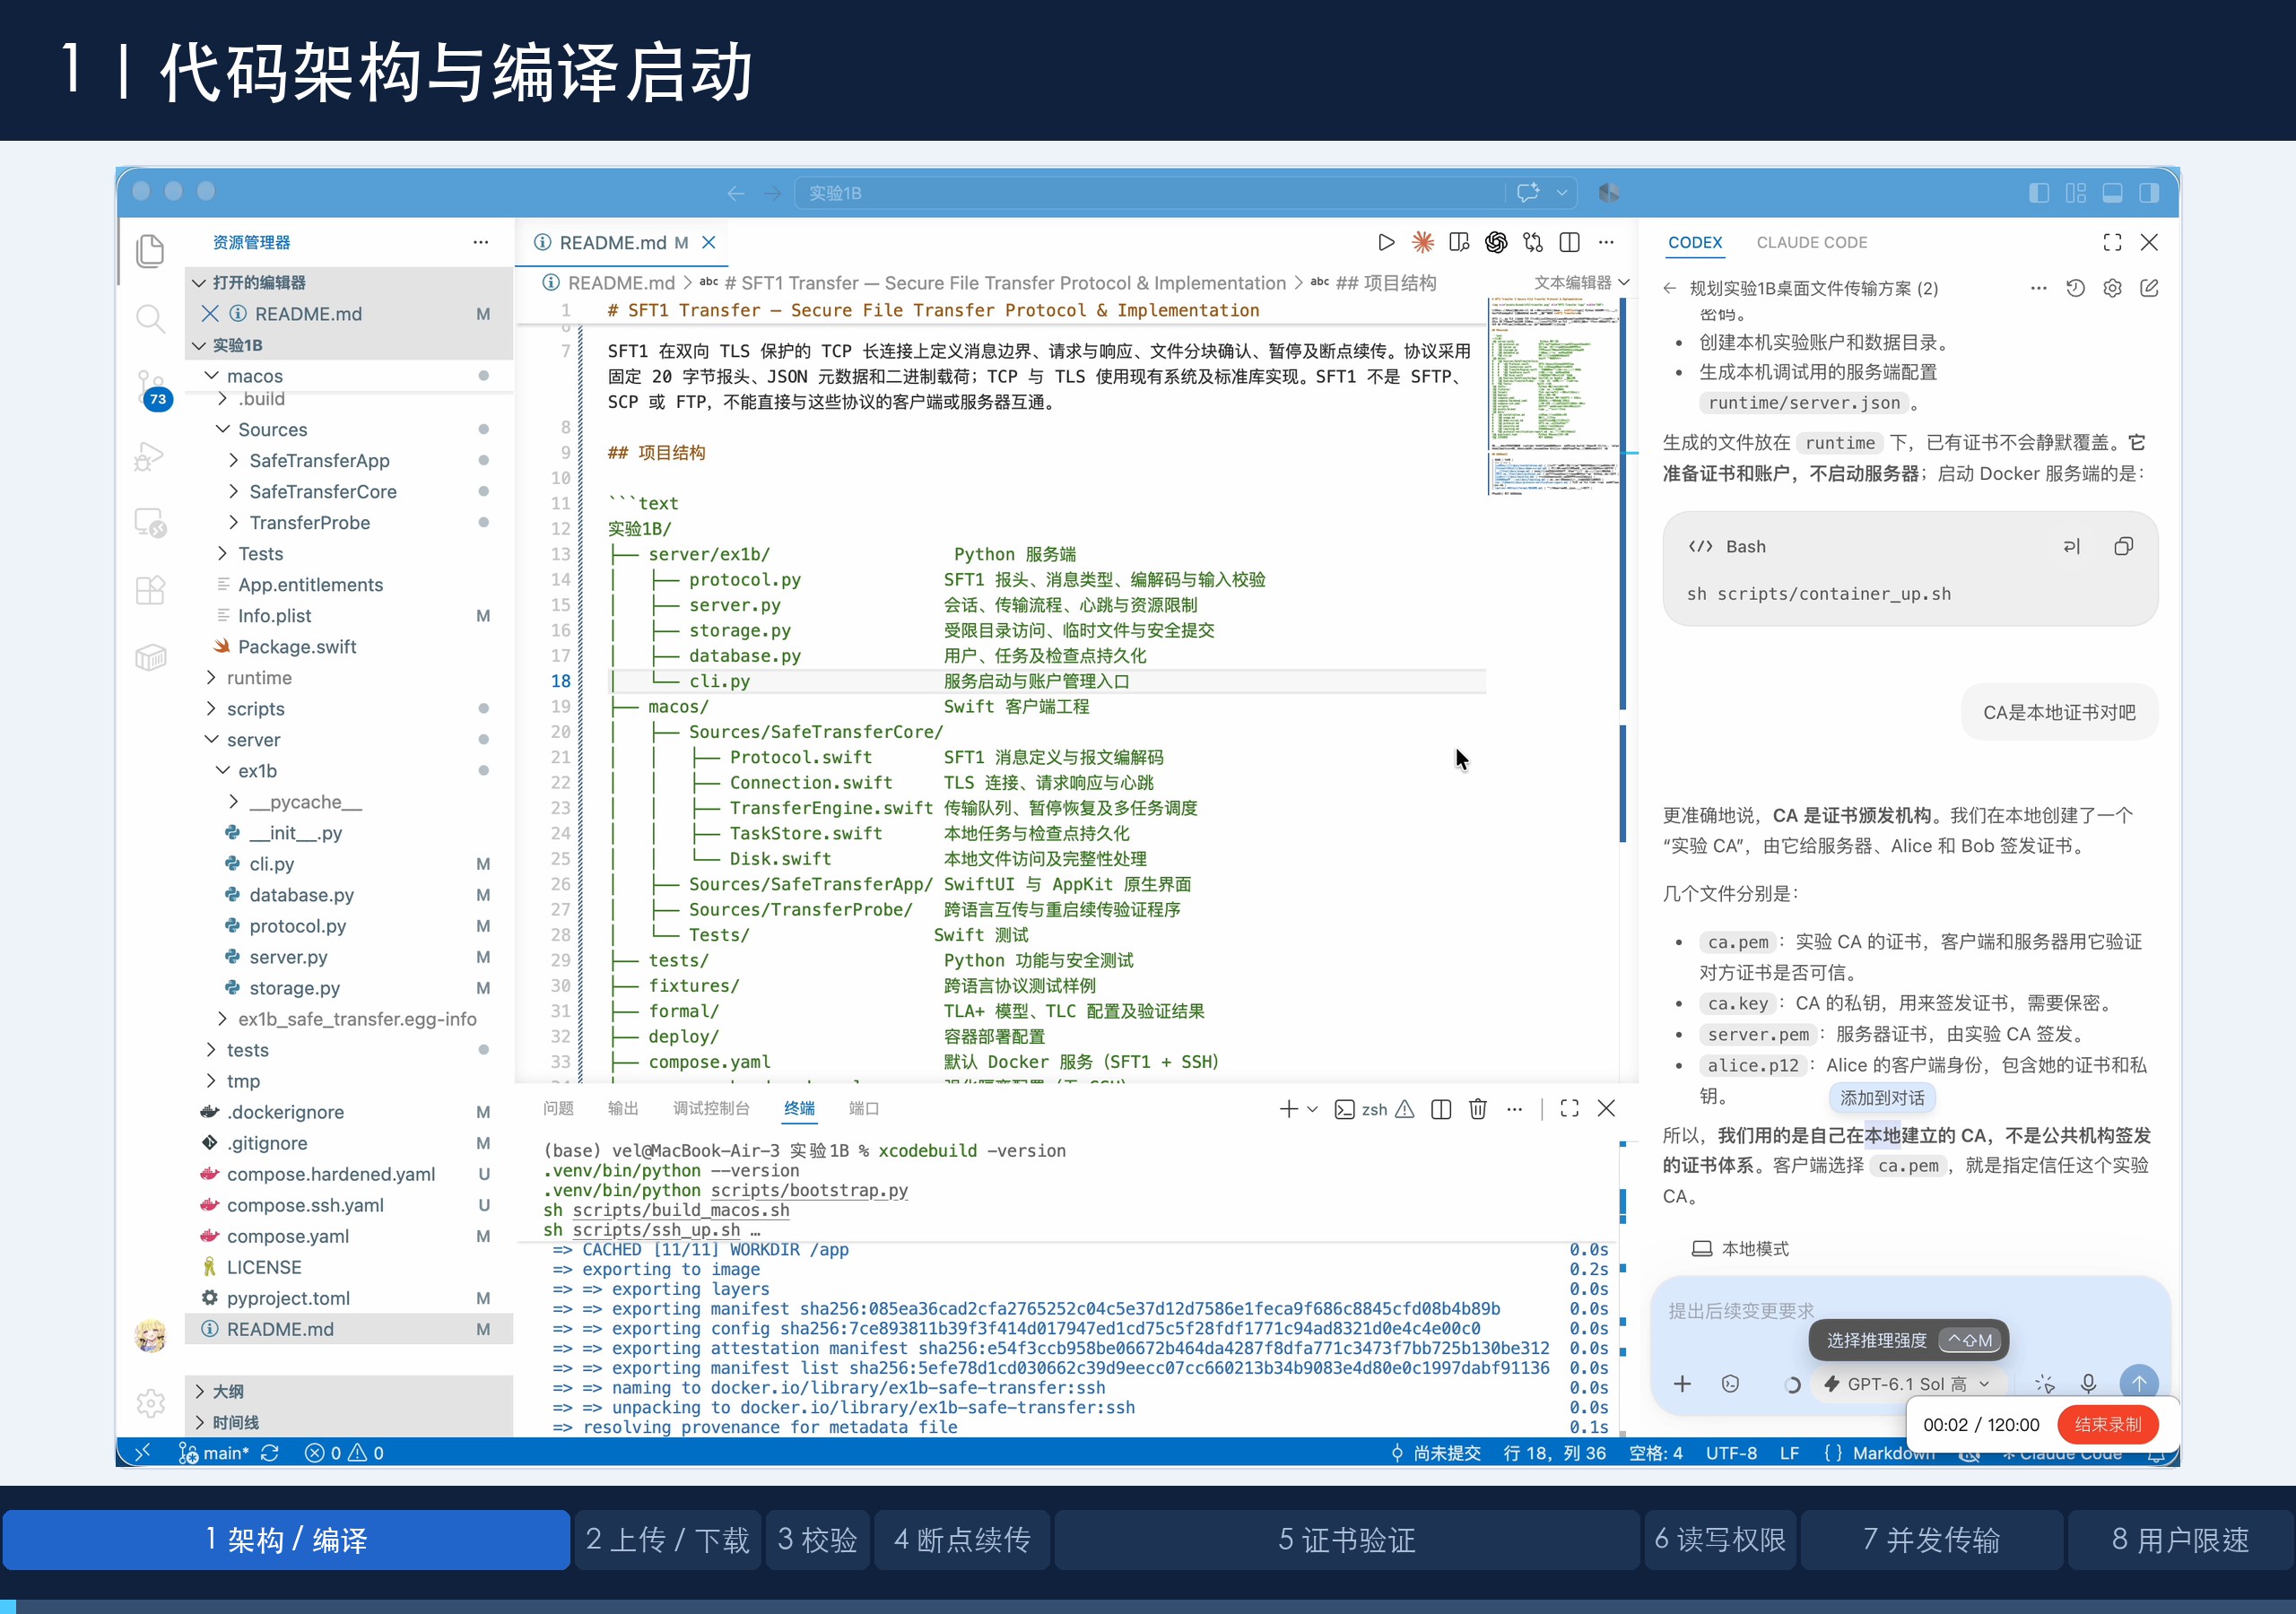 1 | 代码架构与编译启动
实验1B
资源管理器
打开的编辑器
README.md M
实验1B
macos
.build
Sources
SafeTransferApp
SafeTransferCore
TransferProbe
Tests
App.entitlements
Info.plist M
Package.swift
runtime
scripts
server
ex1b
__pycache__
__init__.py
cli.py M
database.py M
protocol.py M
server.py M
storage.py M
ex1b_safe_transfer.egg-info
tests
tmp
.dockerignore M
.gitignore M
compose.hardened.yaml U
compose.ssh.yaml U
compose.yaml M
LICENSE
pyproject.toml M
README.md M
大纲
时间线
73
README.md M
README.md > abc # SFT1 Transfer — Secure File Transfer Protocol & Implementation > abc ## 项目结构
文本编辑器
1 # SFT1 Transfer — Secure File Transfer Protocol & Implementation
7 SFT1 在双向 TLS 保护的 TCP 长连接上定义消息边界、请求与响应、文件分块确认、暂停及断点续传。协议采用
固定 20 字节报头、JSON 元数据和二进制载荷；TCP 与 TLS 使用现有系统及标准库实现。SFT1 不是 SFTP、
SCP 或 FTP，不能直接与这些协议的客户端或服务器互通。
8
9 ## 项目结构
10
11 ```text
12 实验1B/
13 ├── server/ex1b/ Python 服务端
14 │ ├── protocol.py SFT1 报头、消息类型、编解码与输入校验
15 │ ├── server.py 会话、传输流程、心跳与资源限制
16 │ ├── storage.py 受限目录访问、临时文件与安全提交
17 │ ├── database.py 用户、任务及检查点持久化
18 │ └── cli.py 服务启动与账户管理入口
19 ├── macos/ Swift 客户端工程
20 │ ├── Sources/SafeTransferCore/
21 │ │ ├── Protocol.swift SFT1 消息定义与报文编解码
22 │ │ ├── Connection.swift TLS 连接、请求响应与心跳
23 │ │ ├── TransferEngine.swift 传输队列、暂停恢复及多任务调度
24 │ │ ├── TaskStore.swift 本地任务与检查点持久化
25 │ │ └── Disk.swift 本地文件访问及完整性处理
26 │ ├── Sources/SafeTransferApp/ SwiftUI 与 AppKit 原生界面
27 │ ├── Sources/TransferProbe/ 跨语言互传与重启续传验证程序
28 │ └── Tests/ Swift 测试
29 ├── tests/ Python 功能与安全测试
30 ├── fixtures/ 跨语言协议测试样例
31 ├── formal/ TLA+ 模型、TLC 配置及验证结果
32 ├── deploy/ 容器部署配置
33 ├── compose.yaml 默认 Docker 服务（SFT1 + SSH）
问题 输出 调试控制台 终端 端口
zsh
(base) vel@MacBook-Air-3 实验1B % xcodebuild -version
.venv/bin/python --version
.venv/bin/python scripts/bootstrap.py
sh scripts/build_macos.sh
sh scripts/ssh_up.sh …
=> CACHED [11/11] WORKDIR /app 0.0s
=> exporting to image 0.2s
=> => exporting layers 0.0s
=> => exporting manifest sha256:085ea36cad2cfa2765252c04c5e37d12d7586e1feca9f686c8845cfd08b4b89b 0.0s
=> => exporting config sha256:7ce893811b39f3f414d017947ed1cd75c5f28fdf1771c94ad8321d0e4c4e00c0 0.0s
=> => exporting attestation manifest sha256:e54f3ccb958be06672b464da4287f8dfa771c3473f7bb725b130be312 0.0s
=> => exporting manifest list sha256:5efe78d1cd030662c39d9eecc07cc660213b34b9083e4d80e0c1997dabf91136 0.0s
=> => naming to docker.io/library/ex1b-safe-transfer:ssh 0.0s
=> => unpacking to docker.io/library/ex1b-safe-transfer:ssh 0.0s
=> resolving provenance for metadata file 0.1s
CODEX CLAUDE CODE
规划实验1B桌面文件传输方案 (2)
密码。
• 创建本机实验账户和数据目录。
• 生成本机调试用的服务端配置
runtime/server.json 。
生成的文件放在 runtime 下，已有证书不会静默覆盖。它
准备证书和账户，不启动服务器；启动 Docker 服务端的是：
Bash
sh scripts/container_up.sh
CA是本地证书对吧
更准确地说，CA 是证书颁发机构。我们在本地创建了一个
“实验 CA”，由它给服务器、Alice 和 Bob 签发证书。
几个文件分别是：
• ca.pem ：实验 CA 的证书，客户端和服务器用它验证
对方证书是否可信。
• ca.key ：CA 的私钥，用来签发证书，需要保密。
• server.pem ：服务器证书，由实验 CA 签发。
• alice.p12 ：Alice 的客户端身份，包含她的证书和私
钥。
添加到对话
所以，我们用的是自己在本地建立的 CA，不是公共机构签发
的证书体系。客户端选择 ca.pem ，就是指定信任这个实验
CA。
本地模式
提出后续变更要求
选择推理强度 ^⇧M
GPT-6.1 Sol 高
00:02 / 120:00 结束录制
main* 0 0
尚未提交 行 18，列 36 空格: 4 UTF-8 LF { } Markdown Claude Code
1 架构 / 编译
2 上传 / 下载
3 校验
4 断点续传
5 证书验证
6 读写权限
7 并发传输
8 用户限速